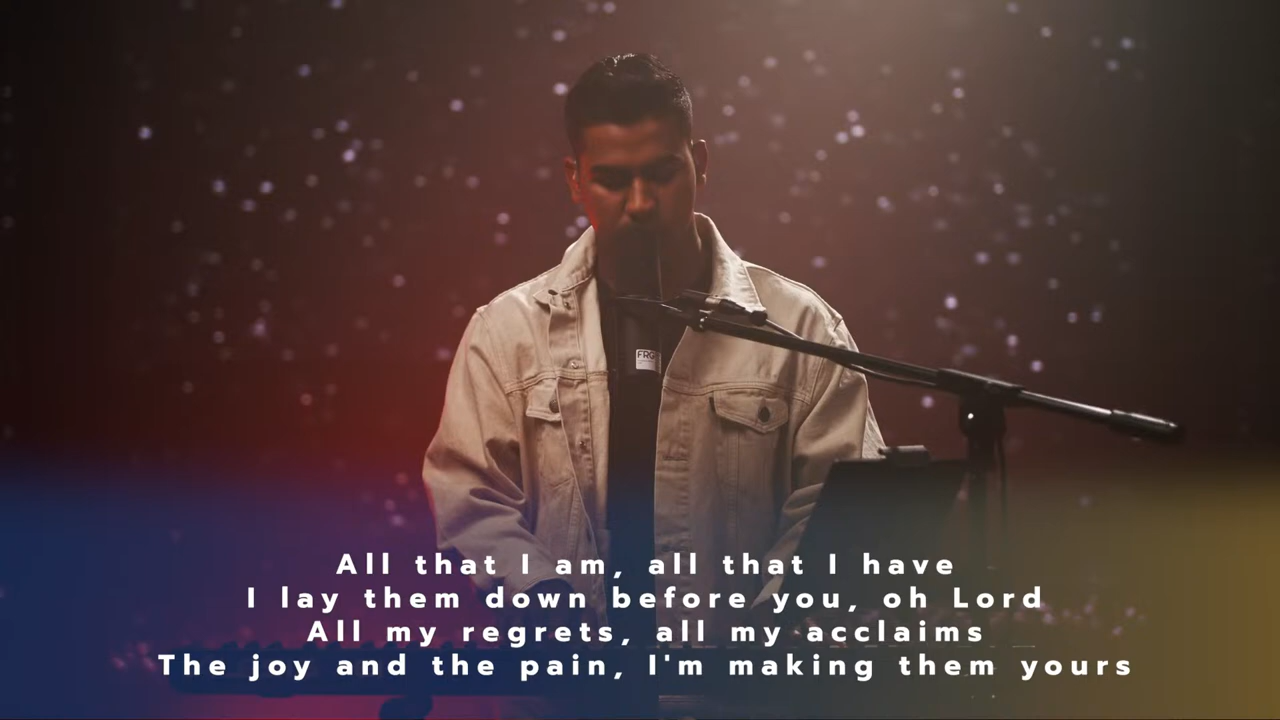 FRG
All that I am, all that I have
I lay them down before you, oh Lord
All my regrets, all my acclaims
The joy and the pain, I'm making them yours